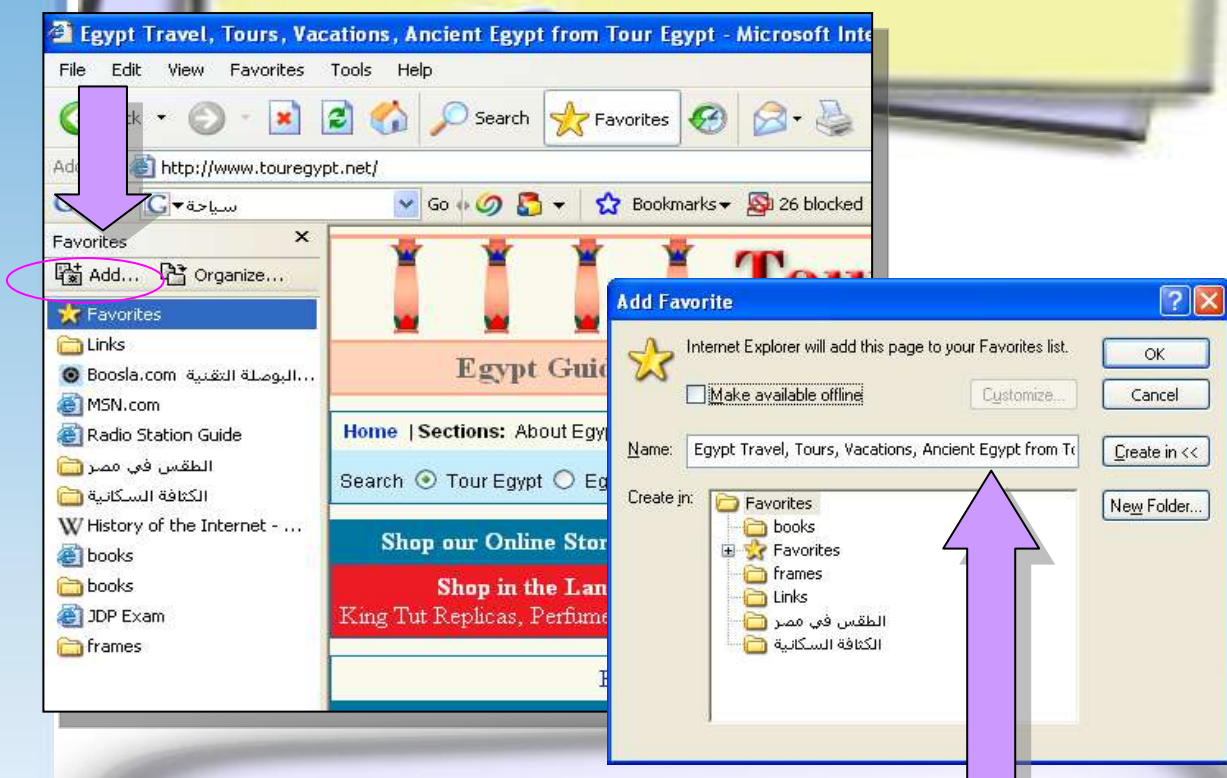 Egypt Travel, Tours, Vacations, Ancient Egypt from Tour Egypt - Microsoft Inte
File Edit View Favorites Tools Help
Search Favorites
http://www.touregypt.net/
سياحة Go Bookmarks 26 blocked
Favorites
Add... Organize...
Favorites
Links
Boosla.com البوصلة التقنية...
MSN.com
Radio Station Guide
الطقس في مصر
الكثافة السكانية
History of the Internet - ...
books
books
JDP Exam
frames
Tour
Egypt Guid
Home | Sections: About Egy
Search Tour Egypt Eg
Shop our Online Stor
Shop in the Lan
King Tut Replicas, Perfume
Add Favorite
Internet Explorer will add this page to your Favorites list.
OK
Make available offline Customize... Cancel
Name: Egypt Travel, Tours, Vacations, Ancient Egypt from To Create in <<
Create in: New Folder...
Favorites
books
Favorites
frames
Links
الطقس في مصر
الكثافة السكانية